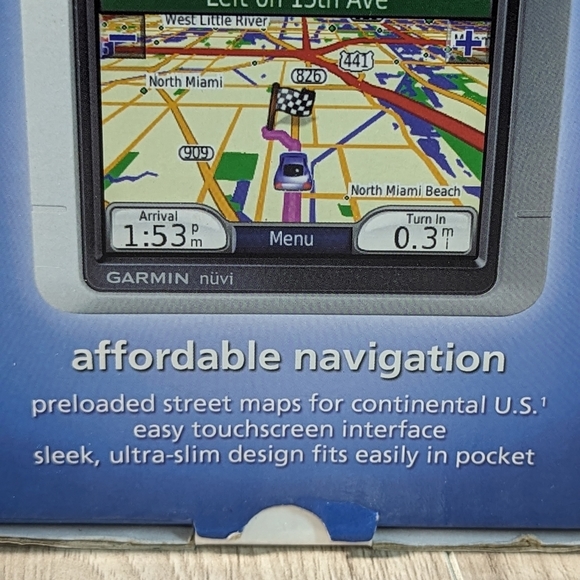 Left on 15th Ave
West Little River
441
826
North Miami
909
North Miami Beach
Arrival
1:53 pm
Menu
Turn In
0.3 mi
GARMIN nüvi
affordable navigation
preloaded street maps for continental U.S.¹
easy touchscreen interface
sleek, ultra-slim design fits easily in pocket